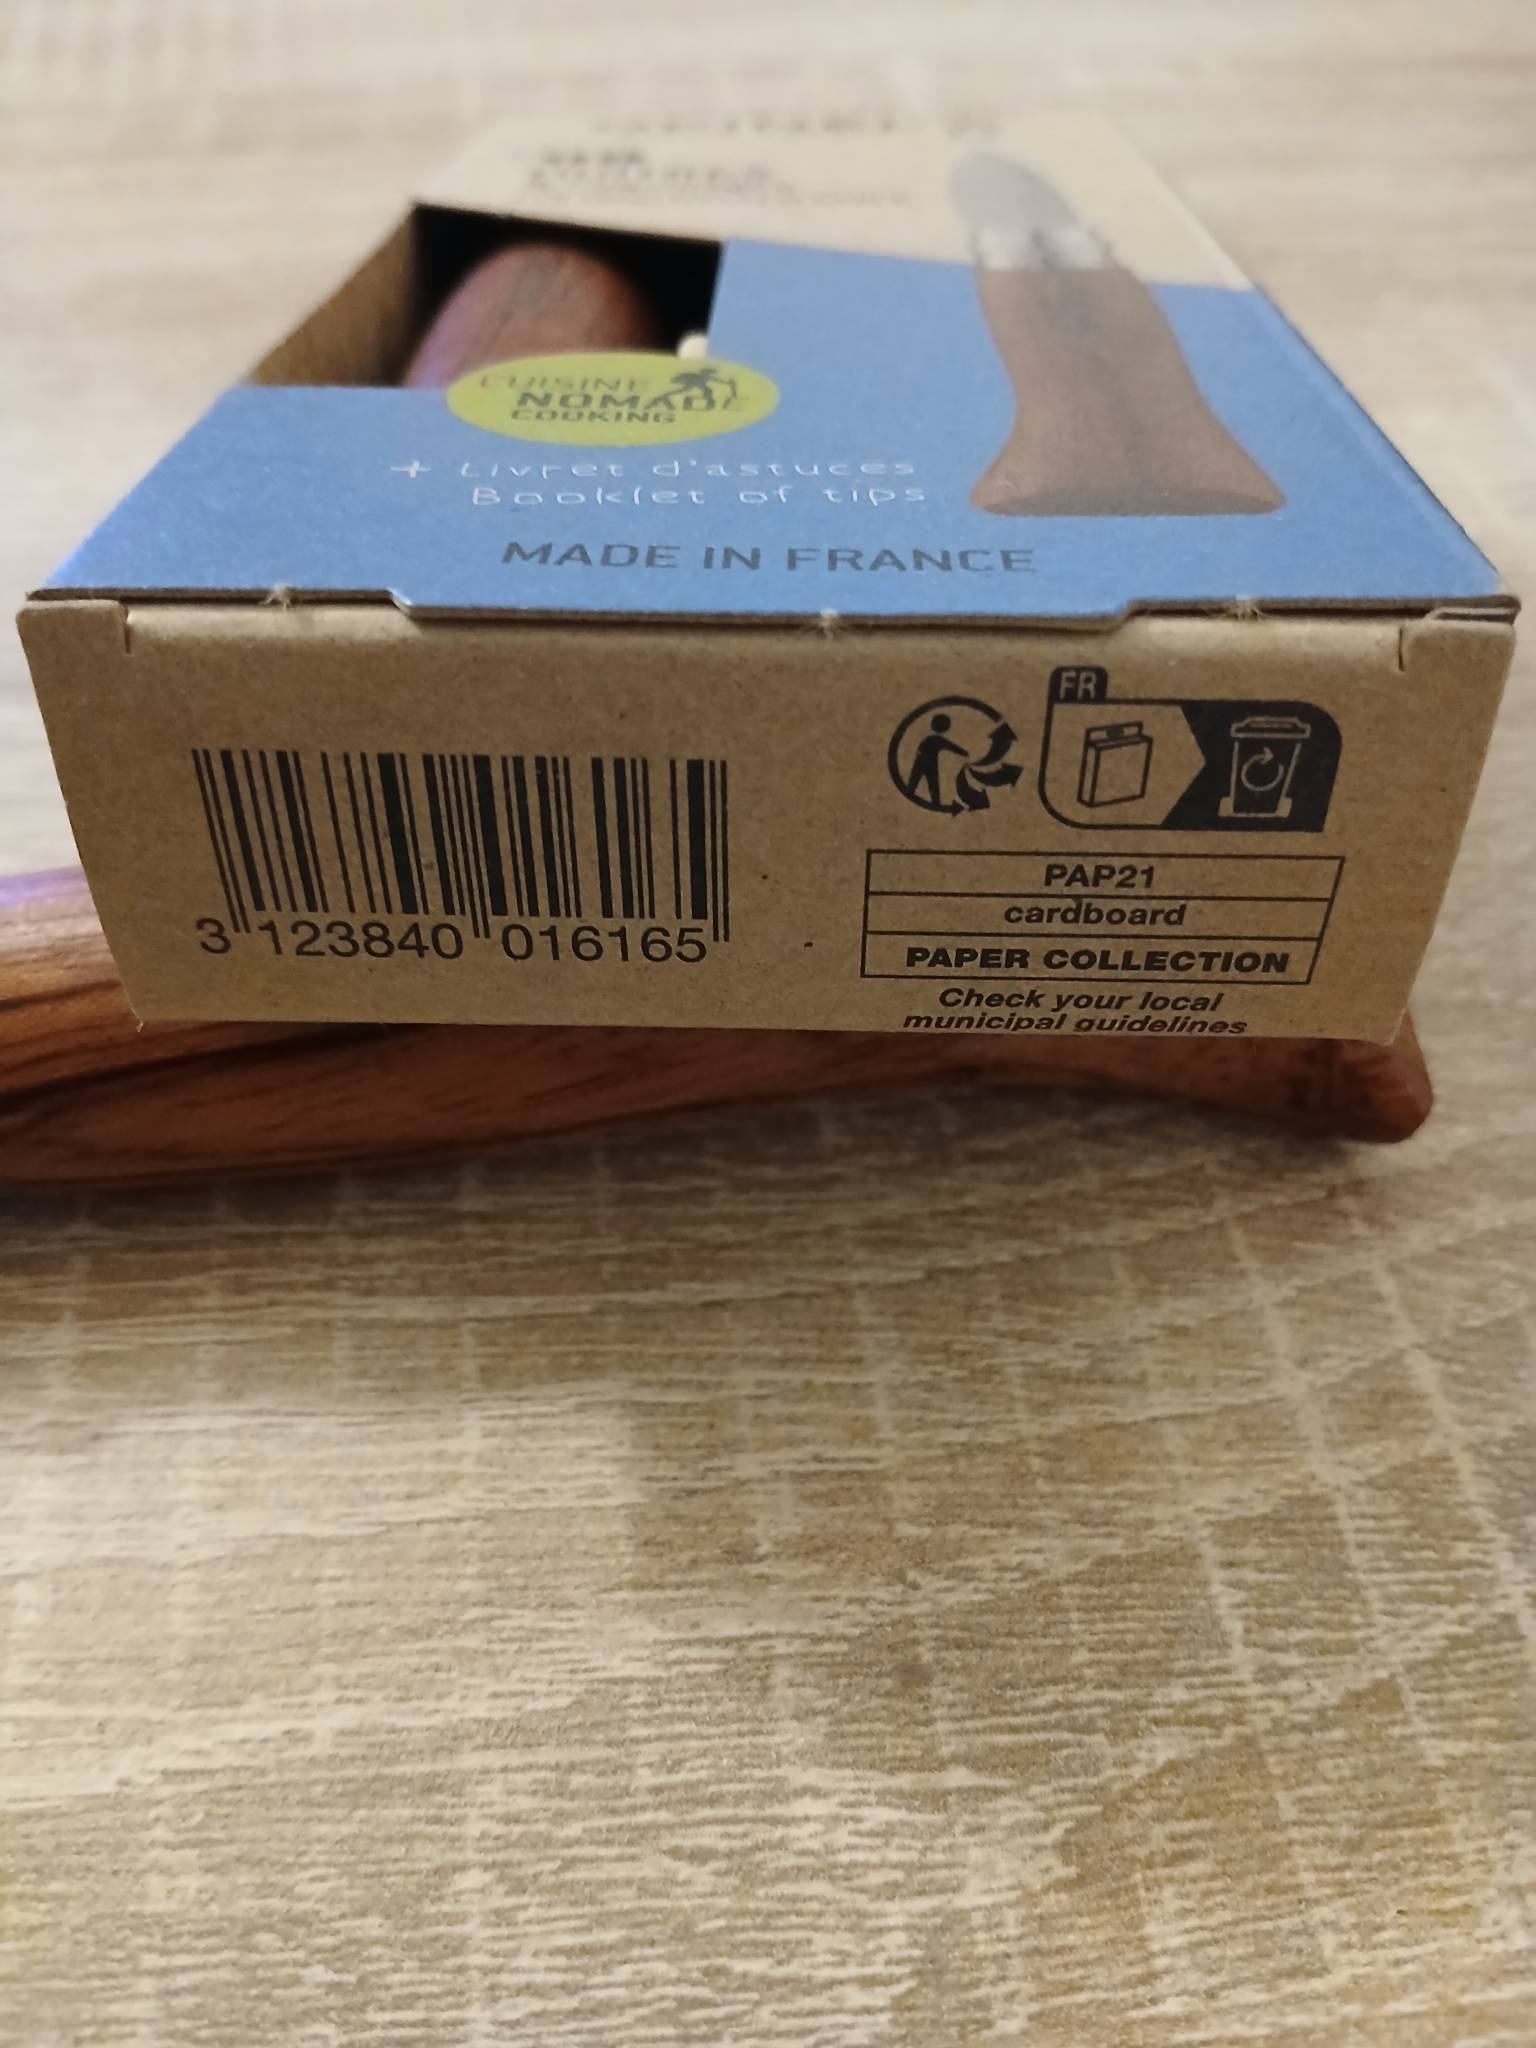 CUISINE
NOMADE
COOKING
+ Livret d'astuces
Booklet of tips
MADE IN FRANCE
3 123840 016165
FR
PAP21
cardboard
PAPER COLLECTION
Check your local
municipal guidelines